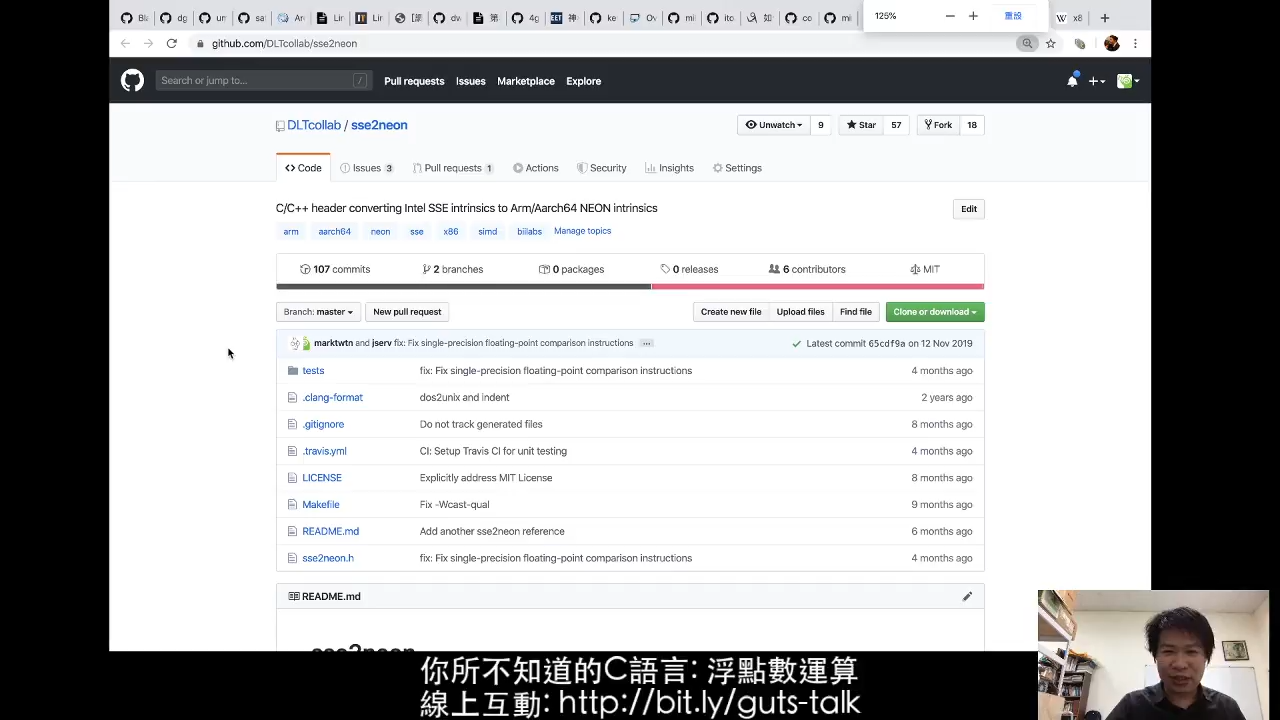 125%
重設
github.com/DLTcollab/sse2neon
Search or jump to...
/
Pull requests
Issues
Marketplace
Explore
DLTcollab / sse2neon
Unwatch 9
Star 57
Fork 18
Code
Issues 3
Pull requests 1
Actions
Security
Insights
Settings
C/C++ header converting Intel SSE intrinsics to Arm/Aarch64 NEON intrinsics
Edit
arm aarch64 neon sse x86 simd biilabs Manage topics
107 commits
2 branches
0 packages
0 releases
6 contributors
MIT
Branch: master
New pull request
Create new file
Upload files
Find file
Clone or download
marktwtn and jserv fix: Fix single-precision floating-point comparison instructions
Latest commit 65cdf9a on 12 Nov 2019
tests fix: Fix single-precision floating-point comparison instructions 4 months ago
.clang-format dos2unix and indent 2 years ago
.gitignore Do not track generated files 8 months ago
.travis.yml CI: Setup Travis CI for unit testing 4 months ago
LICENSE Explicitly address MIT License 8 months ago
Makefile Fix -Wcast-qual 9 months ago
README.md Add another sse2neon reference 6 months ago
sse2neon.h fix: Fix single-precision floating-point comparison instructions 4 months ago
README.md
sse2neon
你所不知道的C語言: 浮點數運算
線上互動: http://bit.ly/guts-talk